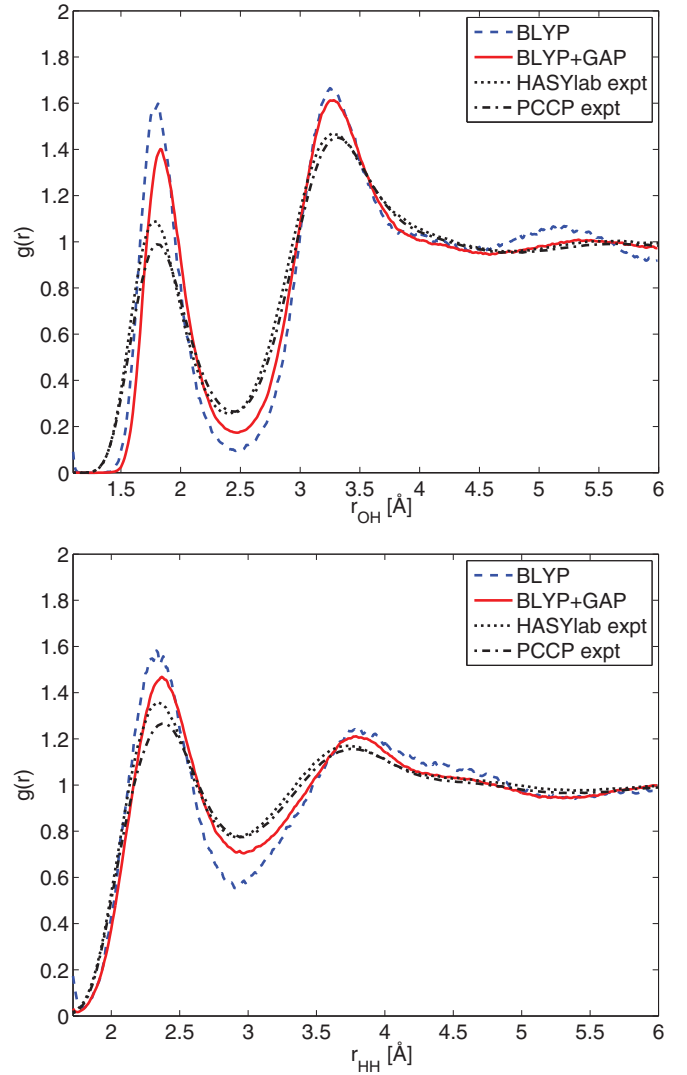 2
1.8
1.6
1.4
1.2
1
0.8
0.6
0.4
0.2
0
g(r)
BLYP
BLYP+GAP
HASYlab expt
PCCP expt
1.5 2 2.5 3 3.5 4 4.5 5 5.5 6
r_OH [Å]
2
1.8
1.6
1.4
1.2
1
0.8
0.6
0.4
0.2
0
g(r)
BLYP
BLYP+GAP
HASYlab expt
PCCP expt
2 2.5 3 3.5 4 4.5 5 5.5 6
r_HH [Å]